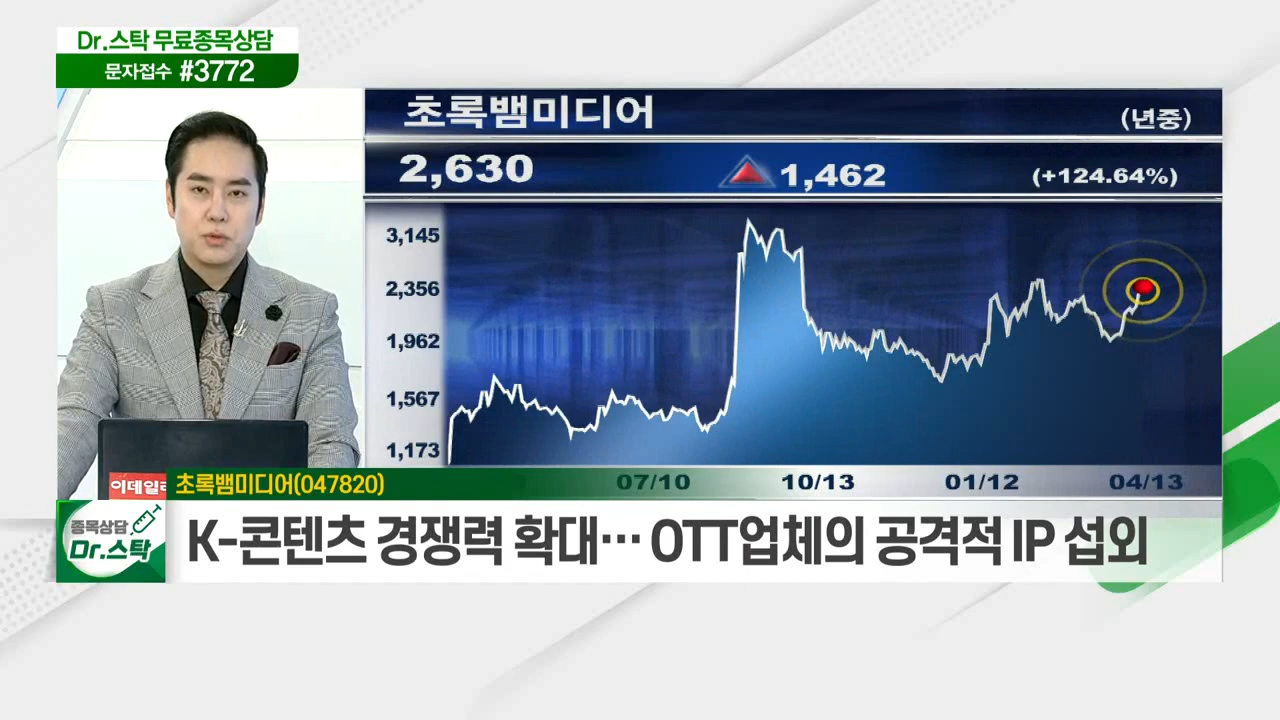 Dr.스탁 무료종목상담
문자접수 #3772
초록뱀미디어 (년중)
2,630 1,462 (+124.64%)
3,145
2,356
1,962
1,567
1,173
07/10 10/13 01/12 04/13
이데일리
초록뱀미디어(047820)
종목상담
Dr.스탁
K-콘텐츠 경쟁력 확대… OTT업체의 공격적 IP 섭외